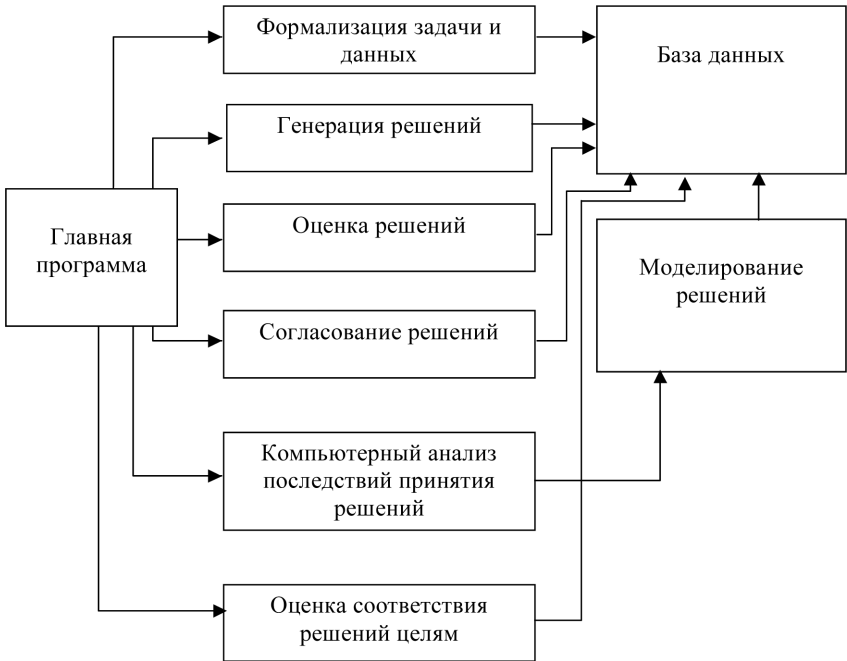 Формализация задачи и
данных
База данных
Генерация решений
Главная
программа
Оценка решений
Моделирование
решений
Согласование решений
Компьютерный анализ
последствий принятия
решений
Оценка соответствия
решений целям